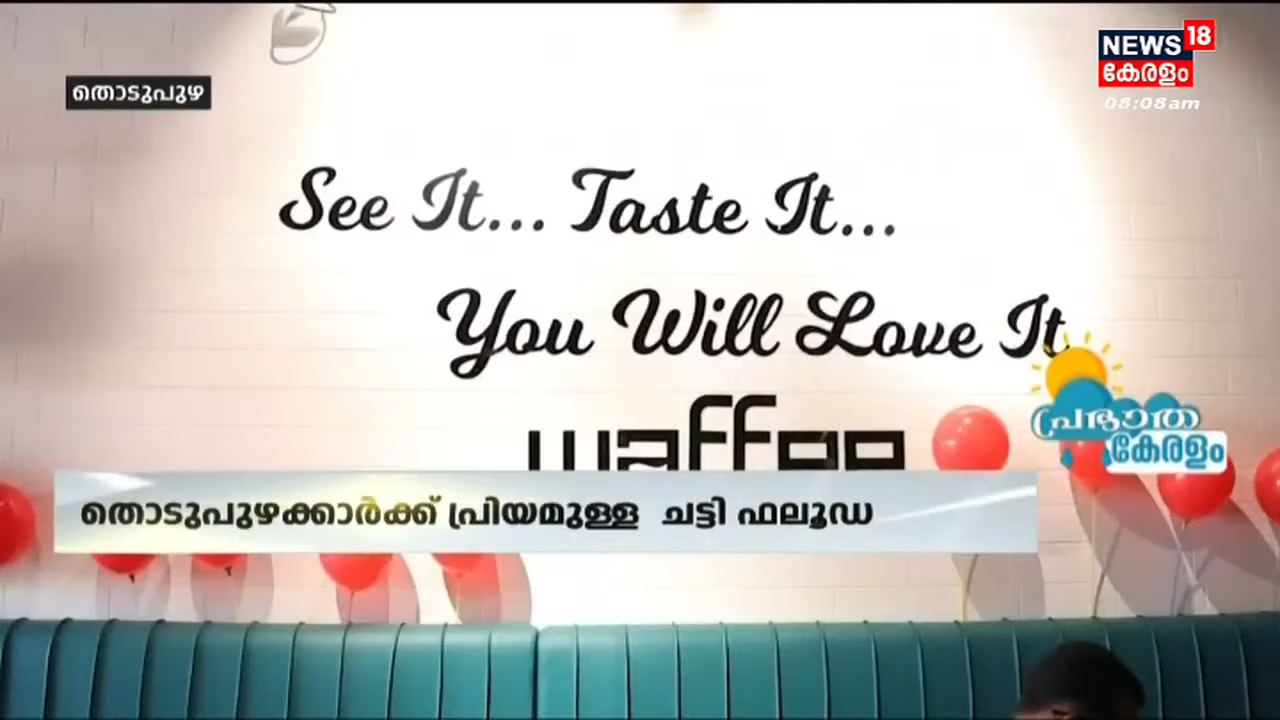 NEWS 18
കേരളം
08:08am
തൊടുപുഴ
See It... Taste It...
You Will Love It
waffee
പ്രഭാത
കേരളം
തൊടുപുഴക്കാർക്ക് പ്രിയമുള്ള ചട്ടി ഫലൂഡ